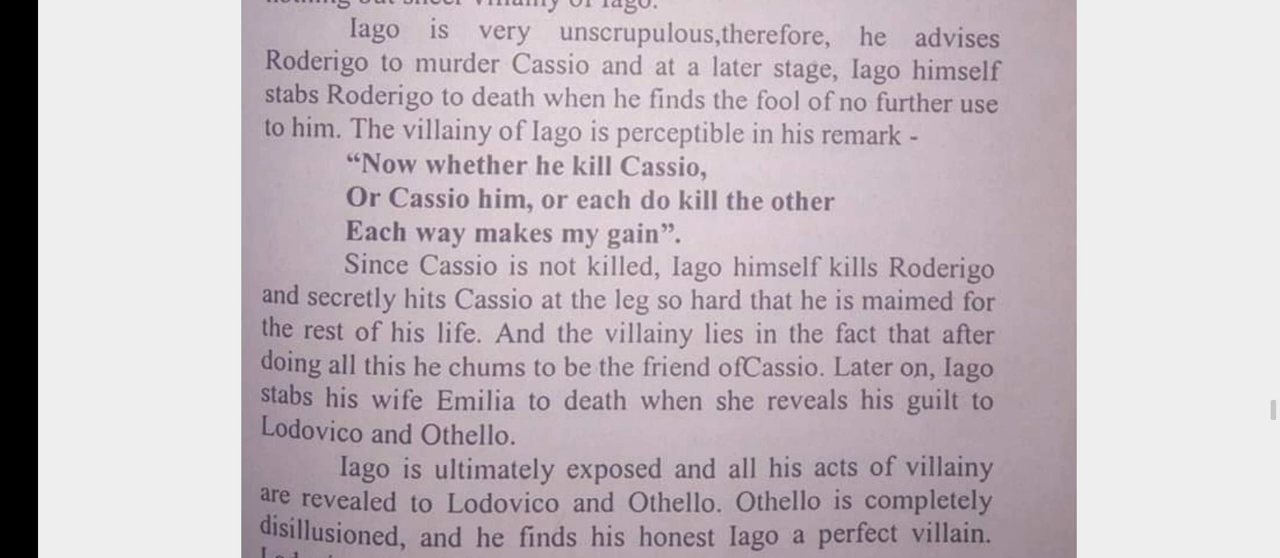 Iago is very unscrupulous,therefore, he advises
Roderigo to murder Cassio and at a later stage, Iago himself
stabs Roderigo to death when he finds the fool of no further use
to him. The villainy of Iago is perceptible in his remark -
“Now whether he kill Cassio,
Or Cassio him, or each do kill the other
Each way makes my gain”.
Since Cassio is not killed, Iago himself kills Roderigo
and secretly hits Cassio at the leg so hard that he is maimed for
the rest of his life. And the villainy lies in the fact that after
doing all this he chums to be the friend ofCassio. Later on, Iago
stabs his wife Emilia to death when she reveals his guilt to
Lodovico and Othello.
Iago is ultimately exposed and all his acts of villainy
are revealed to Lodovico and Othello. Othello is completely
disillusioned, and he finds his honest Iago a perfect villain.